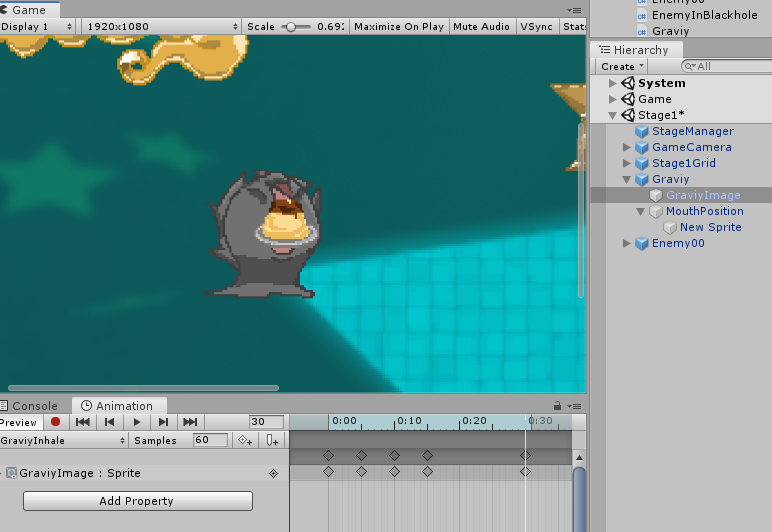 Game
Display 1 1920x1080 Scale 0.692 Maximize On Play Mute Audio VSync Stats
EnemyInBlackhole
Graviy
Hierarchy
Create All
System
Game
Stage1*
StageManager
GameCamera
Stage1Grid
Graviy
GraviyImage
MouthPosition
New Sprite
Enemy00
Console Animation
Preview 30 0:00 0:10 0:20 0:30
GraviyInhale Samples 60
GraviyImage : Sprite
Add Property